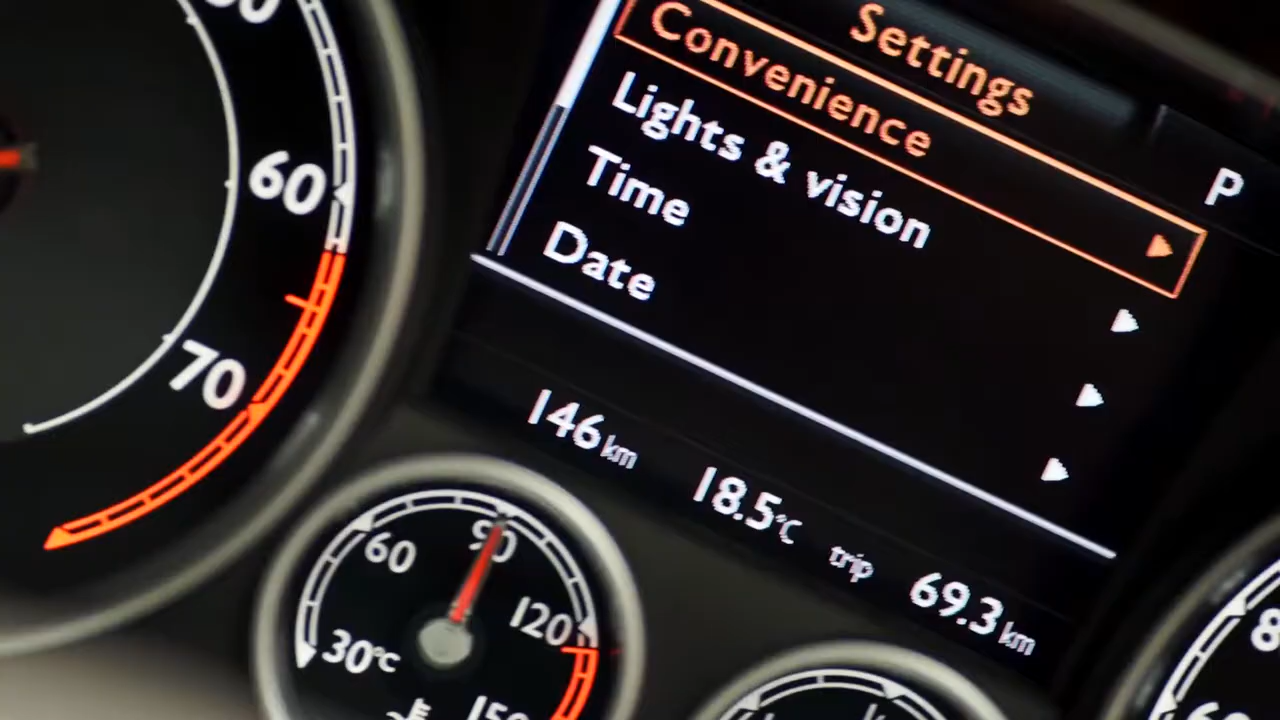 Settings
Convenience
Lights & vision
Time
Date
P
146 km 18.5°C trip 69.3 km
60
70
30°C
60
90
120
150